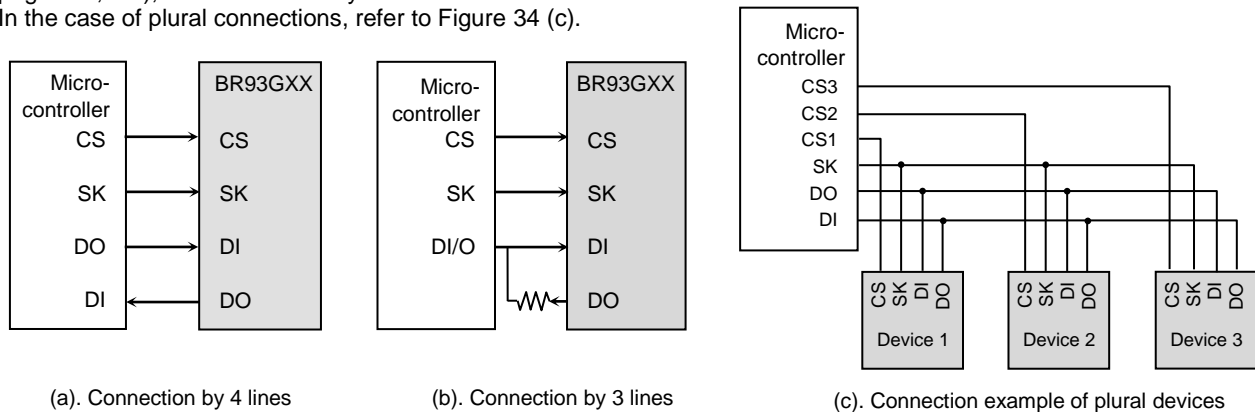 In the case of plural connections, refer to Figure 34 (c).
Micro-
controller
CS
SK
DO
DI
BR93GXX
CS
SK
DI
DO
(a). Connection by 4 lines
Micro-
controller
CS
SK
DI/O
BR93GXX
CS
SK
DI
DO
(b). Connection by 3 lines
Micro-
controller
CS3
CS2
CS1
SK
DO
DI
CS
SK
DI
DO
Device 1
CS
SK
DI
DO
Device 2
CS
SK
DI
DO
Device 3
(c). Connection example of plural devices